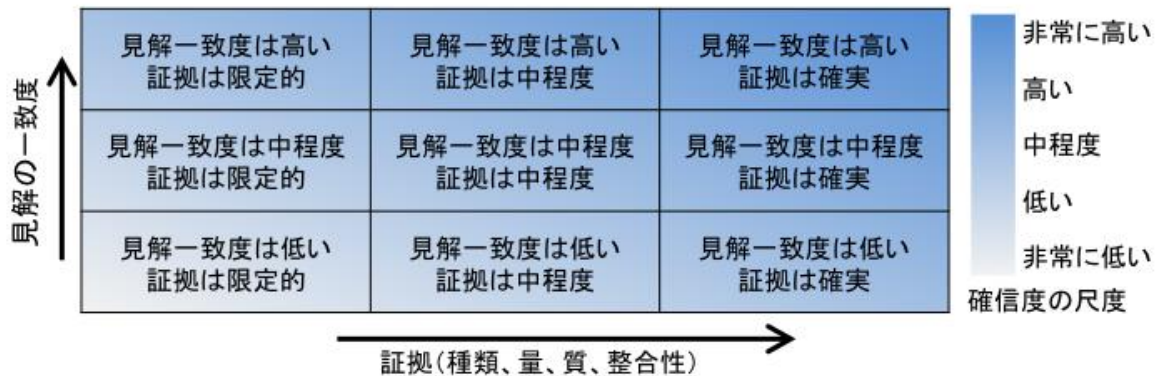 見解の一致度
見解一致度は高い
証拠は限定的
見解一致度は高い
証拠は中程度
見解一致度は高い
証拠は確実
見解一致度は中程度
証拠は限定的
見解一致度は中程度
証拠は中程度
見解一致度は中程度
証拠は確実
見解一致度は低い
証拠は限定的
見解一致度は低い
証拠は中程度
見解一致度は低い
証拠は確実
証拠(種類、量、質、整合性)
非常に高い
高い
中程度
低い
非常に低い
確信度の尺度